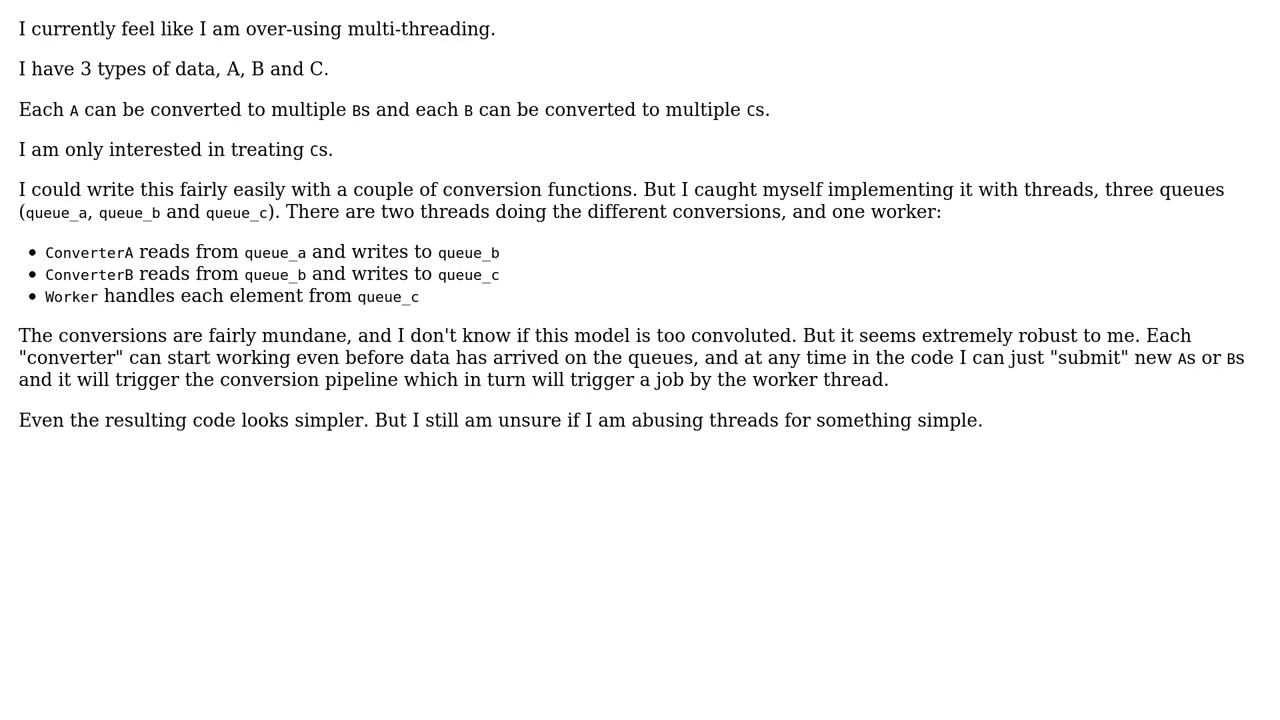 I currently feel like I am over-using multi-threading.
I have 3 types of data, A, B and C.
Each A can be converted to multiple Bs and each B can be converted to multiple Cs.
I am only interested in treating Cs.
I could write this fairly easily with a couple of conversion functions. But I caught myself implementing it with threads, three queues
(queue_a, queue_b and queue_c). There are two threads doing the different conversions, and one worker:
• ConverterA reads from queue_a and writes to queue_b
• ConverterB reads from queue_b and writes to queue_c
• Worker handles each element from queue_c
The conversions are fairly mundane, and I don't know if this model is too convoluted. But it seems extremely robust to me. Each
"converter" can start working even before data has arrived on the queues, and at any time in the code I can just "submit" new As or Bs
and it will trigger the conversion pipeline which in turn will trigger a job by the worker thread.
Even the resulting code looks simpler. But I still am unsure if I am abusing threads for something simple.